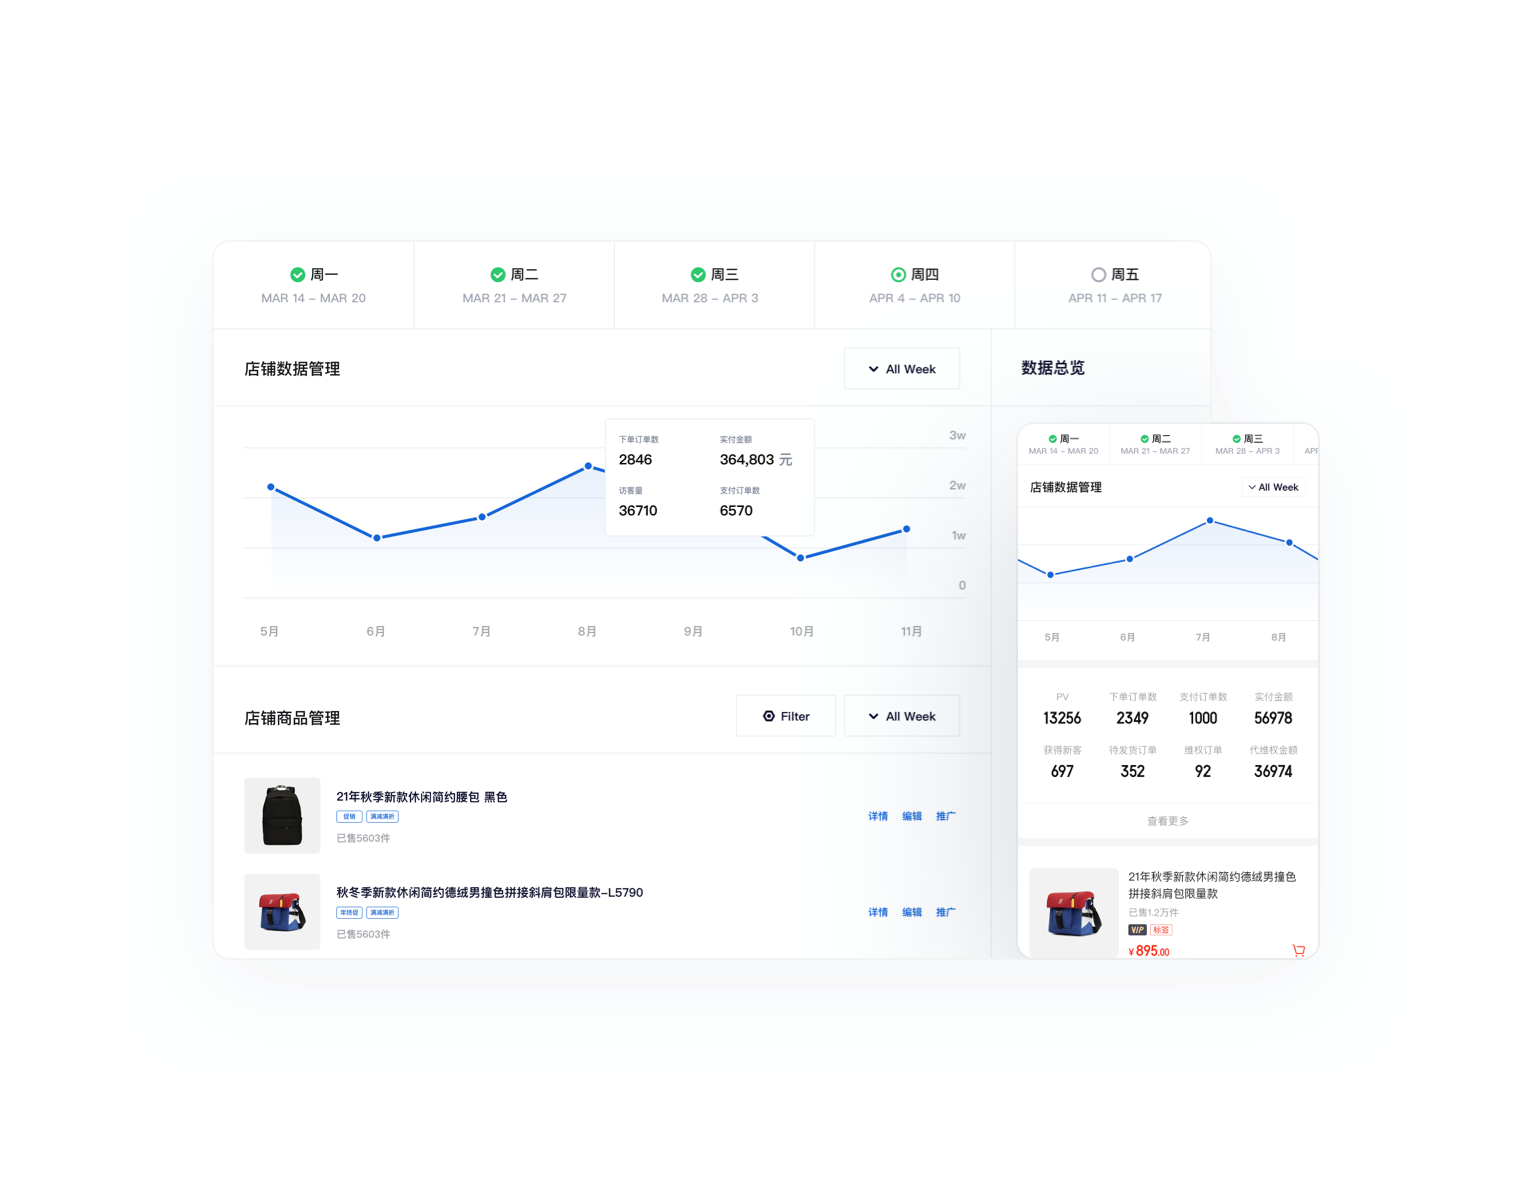 周一
MAR 14 – MAR 20
周二
MAR 21 – MAR 27
周三
MAR 28 – APR 3
周四
APR 4 – APR 10
周五
APR 11 – APR 17
店铺数据管理
All Week
数据总览
下单订单数
2846
实付金额
364,803 元
访客量
36710
支付订单数
6570
3w
2w
1w
0
5月
6月
7月
8月
9月
10月
11月
店铺商品管理
Filter
All Week
21年秋季新款休闲简约腰包 黑色
促销
满减满折
已售5603件
详情
编辑
推广
秋冬季新款休闲简约德绒男撞色拼接斜肩包限量款–L5790
年终促
满减满折
已售5603件
详情
编辑
推广
周一
MAR 14 – MAR 20
周二
MAR 21 – MAR 27
周三
MAR 28 – APR 3
店铺数据管理
All Week
5月
6月
7月
8月
PV
13256
下单订单数
2349
支付订单数
1000
实付金额
56978
获得新客
697
待发货订单
352
维权订单
92
代维权金额
36974
查看更多
21年秋季新款休闲简约德绒男撞色
拼接斜肩包限量款
已售1.2万件
VIP
标签
¥895.00